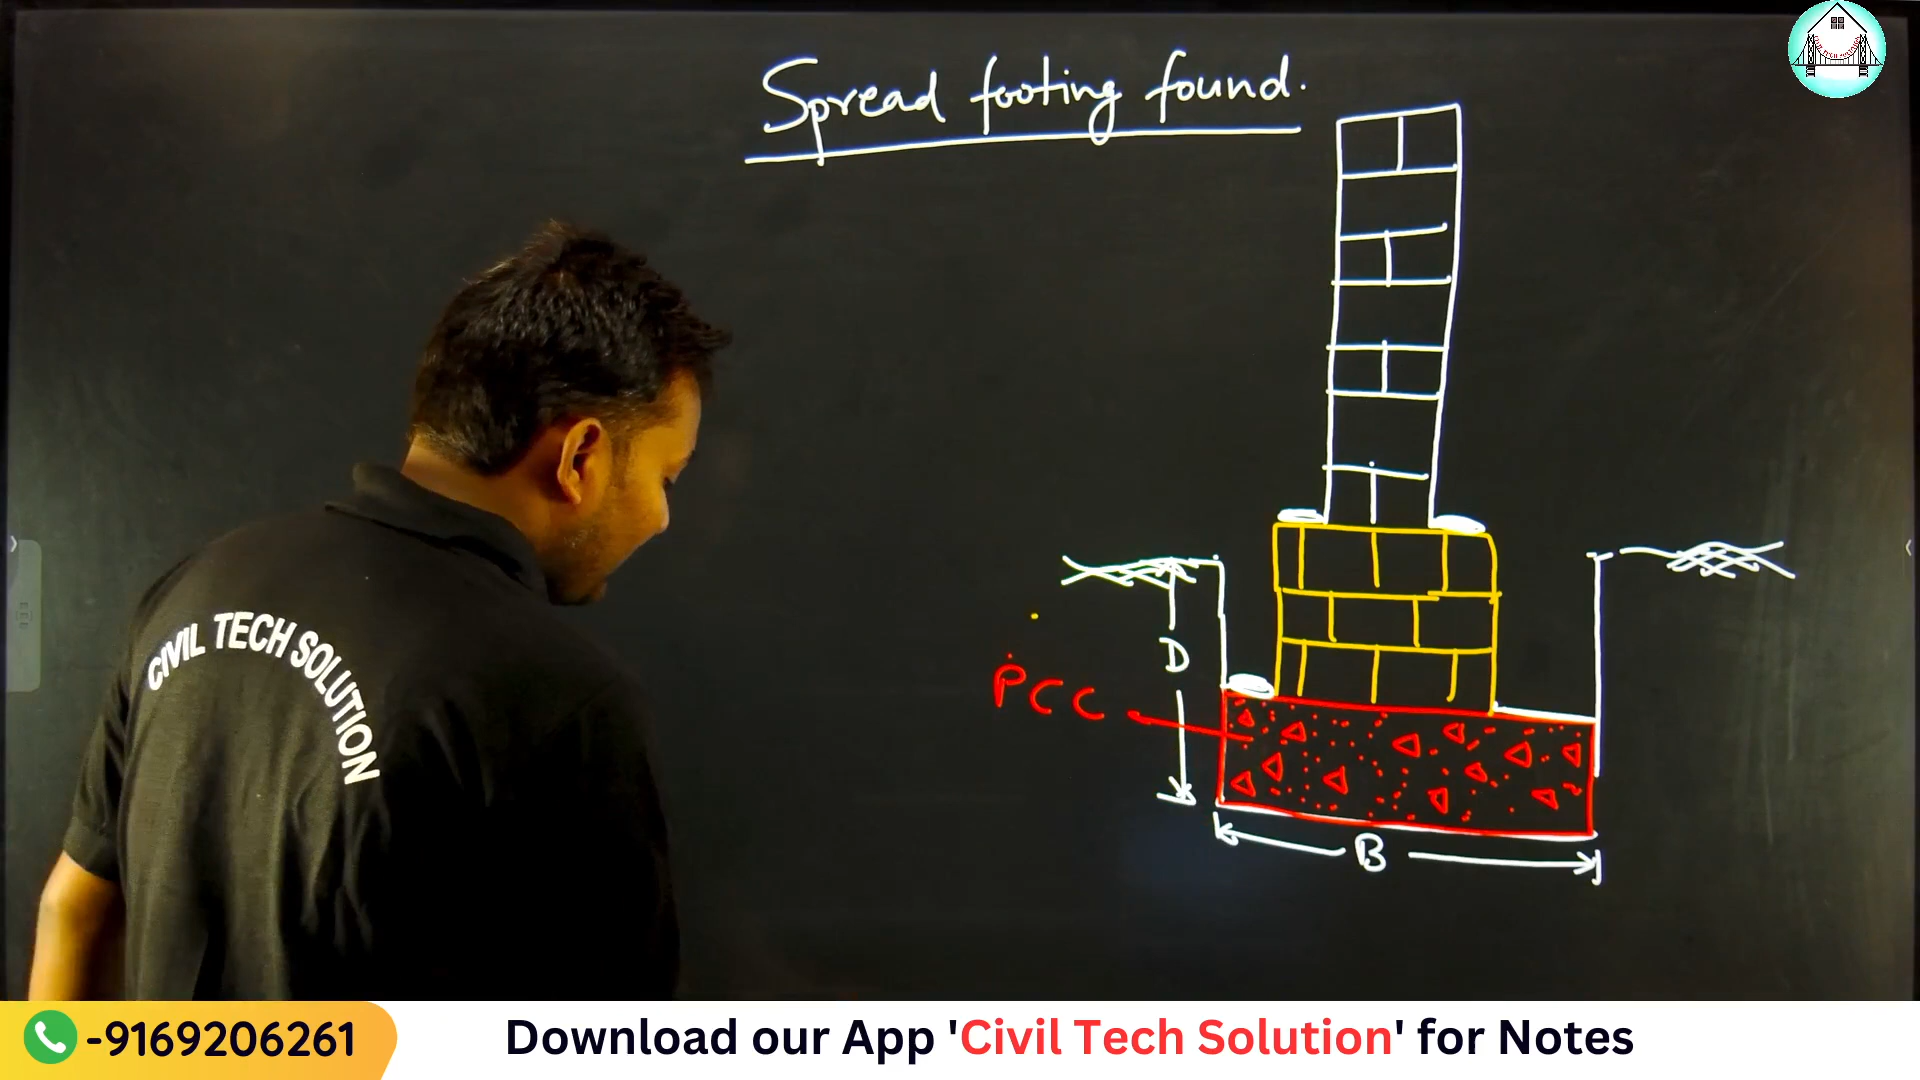 Spread footing found.
D
PCC
B
CIVIL TECH SOLUTION
-9169206261
Download our App 'Civil Tech Solution' for Notes